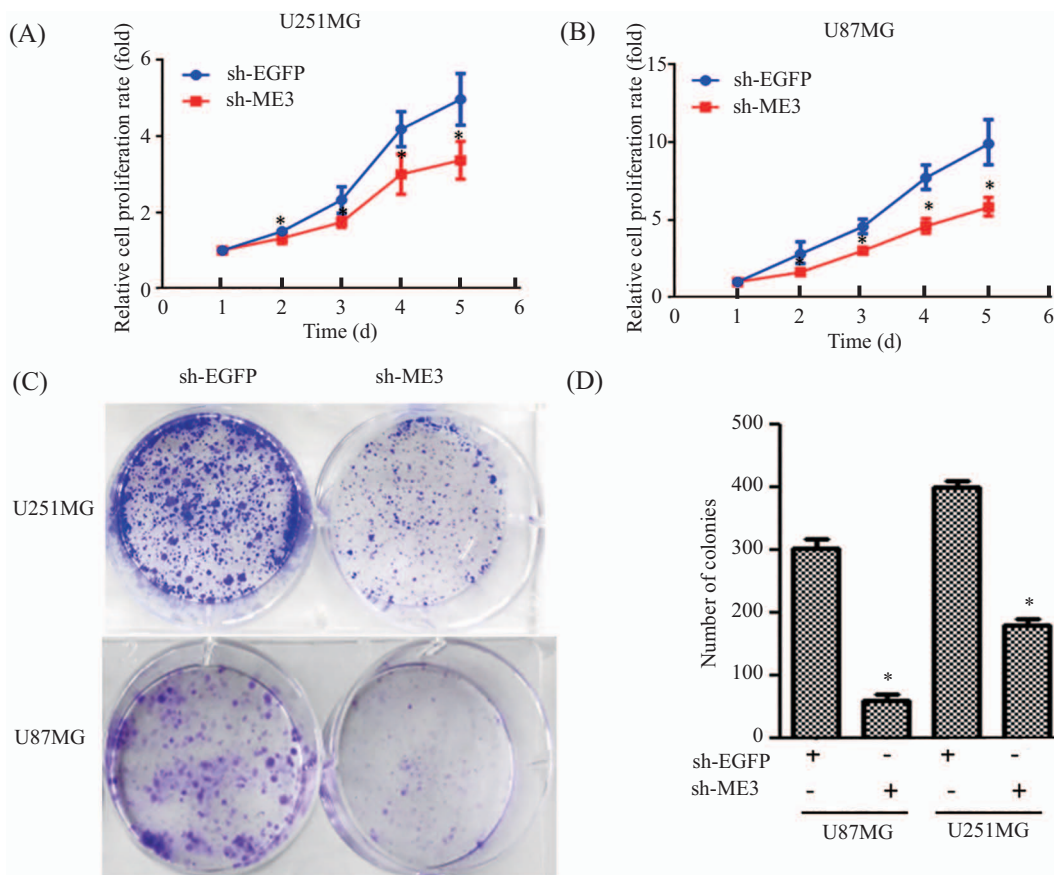 (A)
U251MG
Relative cell proliferation rate (fold)
6
4
2
0
sh-EGFP
sh-ME3
*
*
*
*
0 1 2 3 4 5 6
Time (d)
(B)
U87MG
Relative cell proliferation rate (fold)
15
10
5
0
sh-EGFP
sh-ME3
*
*
*
*
0 1 2 3 4 5 6
Time (d)
(C)
sh-EGFP sh-ME3
U251MG
U87MG
(D)
Number of colonies
500
400
300
200
100
0
*
*
sh-EGFP + - + -
sh-ME3 - + - +
U87MG U251MG